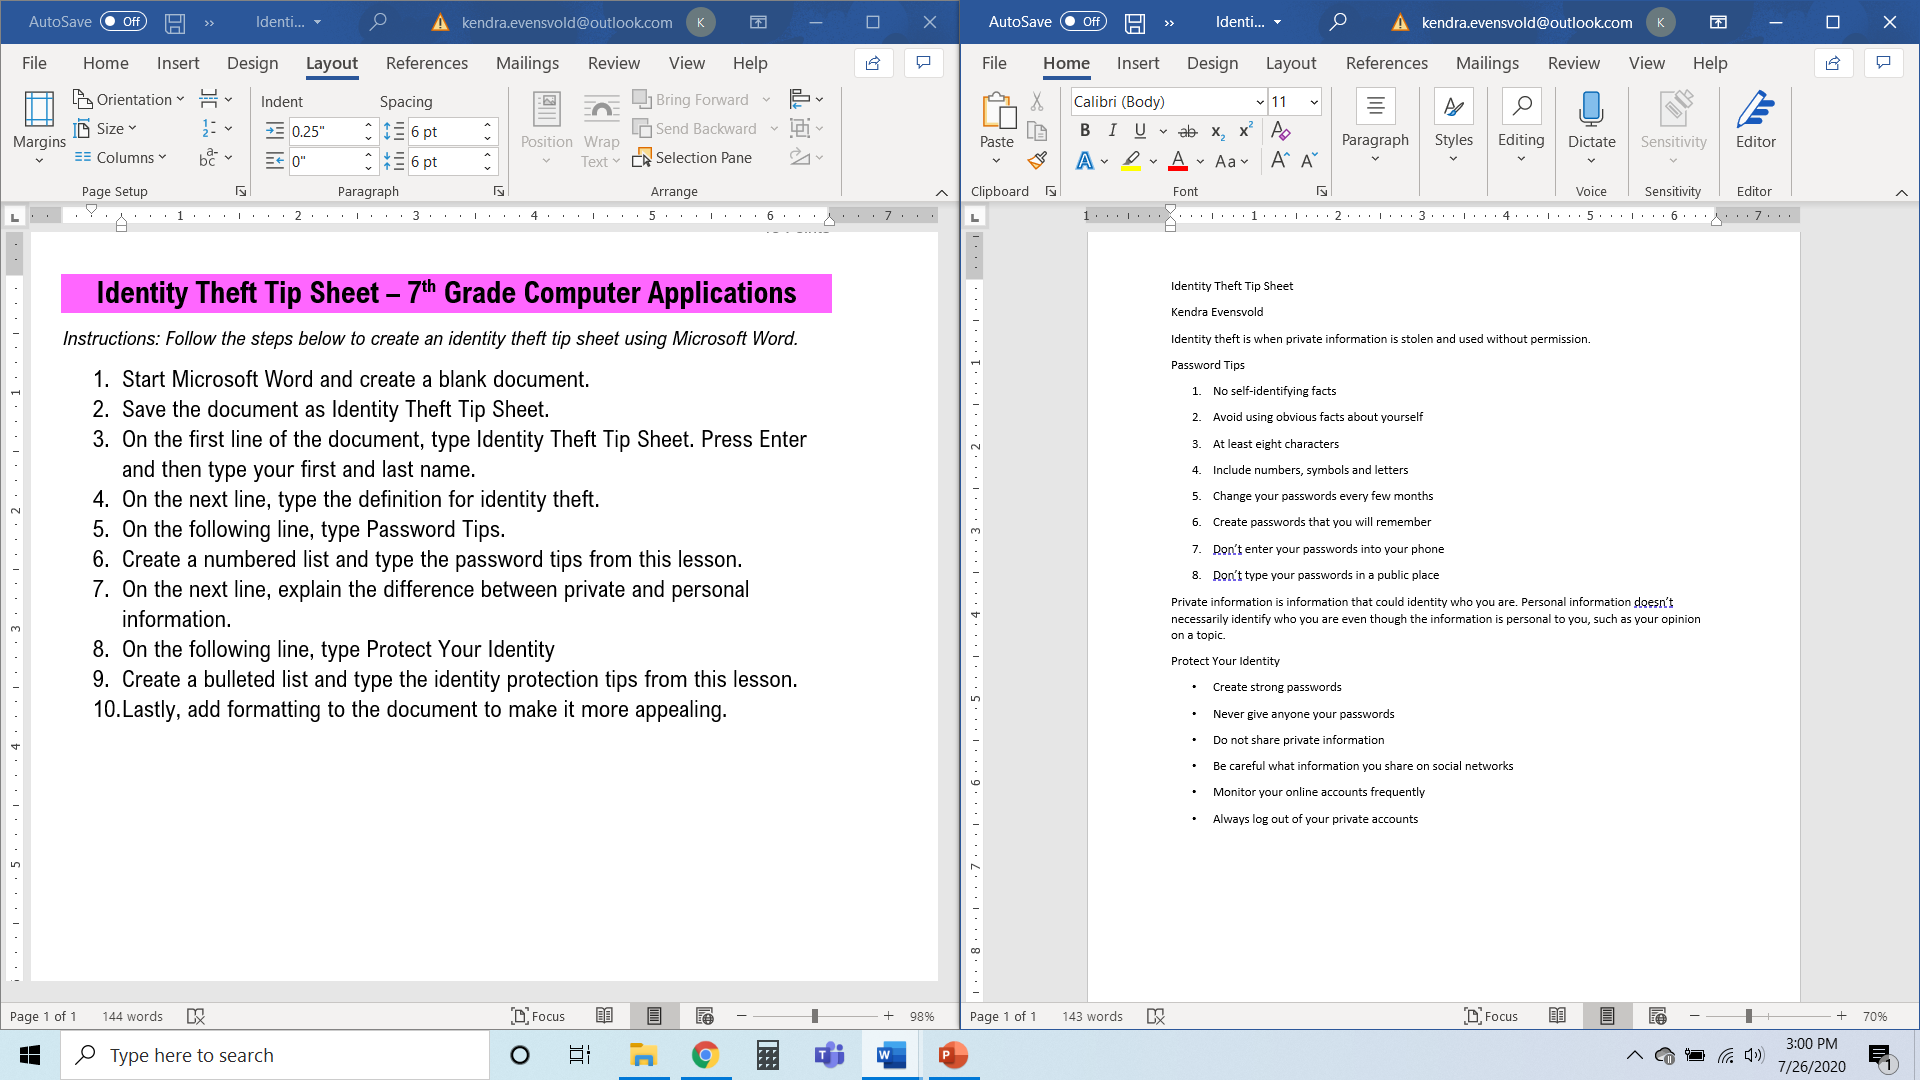 AutoSave Off » Identi... kendra.evensvold@outlook.com K
File Home Insert Design Layout References Mailings Review View Help
Margins
Orientation
Size
Columns
Page Setup
Indent Spacing
0.25" 6 pt
0" 6 pt
Paragraph
Position
Wrap Text
Bring Forward
Send Backward
Selection Pane
Arrange
1 2 3 4 5 6 7
Identity Theft Tip Sheet – 7th Grade Computer Applications
Instructions: Follow the steps below to create an identity theft tip sheet using Microsoft Word.
1. Start Microsoft Word and create a blank document.
2. Save the document as Identity Theft Tip Sheet.
3. On the first line of the document, type Identity Theft Tip Sheet. Press Enter
and then type your first and last name.
4. On the next line, type the definition for identity theft.
5. On the following line, type Password Tips.
6. Create a numbered list and type the password tips from this lesson.
7. On the next line, explain the difference between private and personal
information.
8. On the following line, type Protect Your Identity
9. Create a bulleted list and type the identity protection tips from this lesson.
10. Lastly, add formatting to the document to make it more appealing.
Page 1 of 1 144 words Focus 98%
AutoSave Off » Identi... kendra.evensvold@outlook.com K
File Home Insert Design Layout References Mailings Review View Help
Paste
Clipboard
Calibri (Body) 11
B I U ab x2 x2 A
A A Aa A A
Font
Paragraph
Styles
Editing
Dictate
Voice
Sensitivity
Sensitivity
Editor
Editor
1 1 2 3 4 5 6 7
Identity Theft Tip Sheet
Kendra Evensvold
Identity theft is when private information is stolen and used without permission.
Password Tips
1. No self-identifying facts
2. Avoid using obvious facts about yourself
3. At least eight characters
4. Include numbers, symbols and letters
5. Change your passwords every few months
6. Create passwords that you will remember
7. Don't enter your passwords into your phone
8. Don't type your passwords in a public place
Private information is information that could identity who you are. Personal information doesn't
necessarily identify who you are even though the information is personal to you, such as your opinion
on a topic.
Protect Your Identity
• Create strong passwords
• Never give anyone your passwords
• Do not share private information
• Be careful what information you share on social networks
• Monitor your online accounts frequently
• Always log out of your private accounts
Page 1 of 1 143 words Focus 70%
Type here to search
3:00 PM
7/26/2020
1